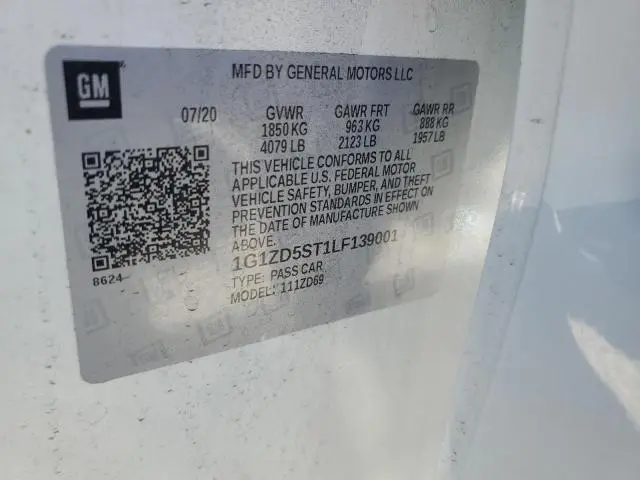 GM
MFD BY GENERAL MOTORS LLC
07/20 GVWR GAWR FRT GAWR RR
1850 KG 963 KG 888 KG
4079 LB 2123 LB 1957 LB
THIS VEHICLE CONFORMS TO ALL
APPLICABLE U.S. FEDERAL MOTOR
VEHICLE SAFETY, BUMPER, AND THEFT
PREVENTION STANDARDS IN EFFECT ON
THE DATE OF MANUFACTURE SHOWN
ABOVE.
1G1ZD5ST1LF139001
TYPE: PASS CAR
MODEL: 111ZD69
8624